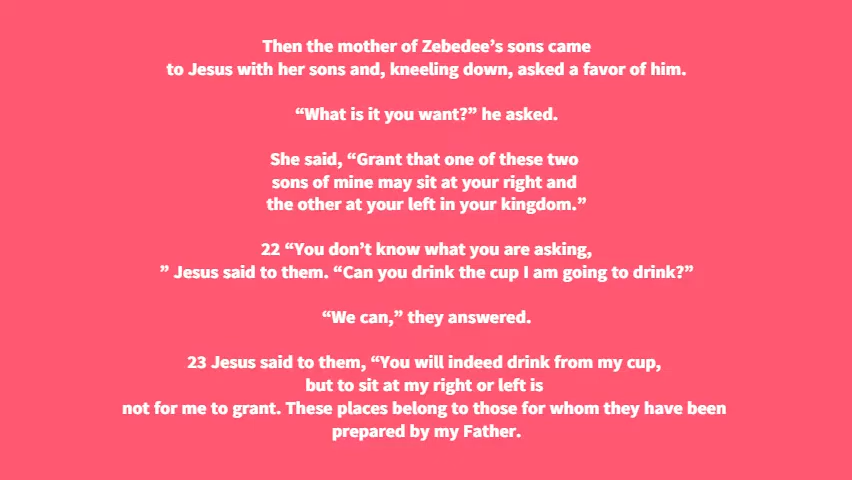 Then the mother of Zebedee’s sons came
to Jesus with her sons and, kneeling down, asked a favor of him.
“What is it you want?” he asked.
She said, “Grant that one of these two
sons of mine may sit at your right and
the other at your left in your kingdom.”
22 “You don’t know what you are asking,
” Jesus said to them. “Can you drink the cup I am going to drink?”
“We can,” they answered.
23 Jesus said to them, “You will indeed drink from my cup,
but to sit at my right or left is
not for me to grant. These places belong to those for whom they have been
prepared by my Father.